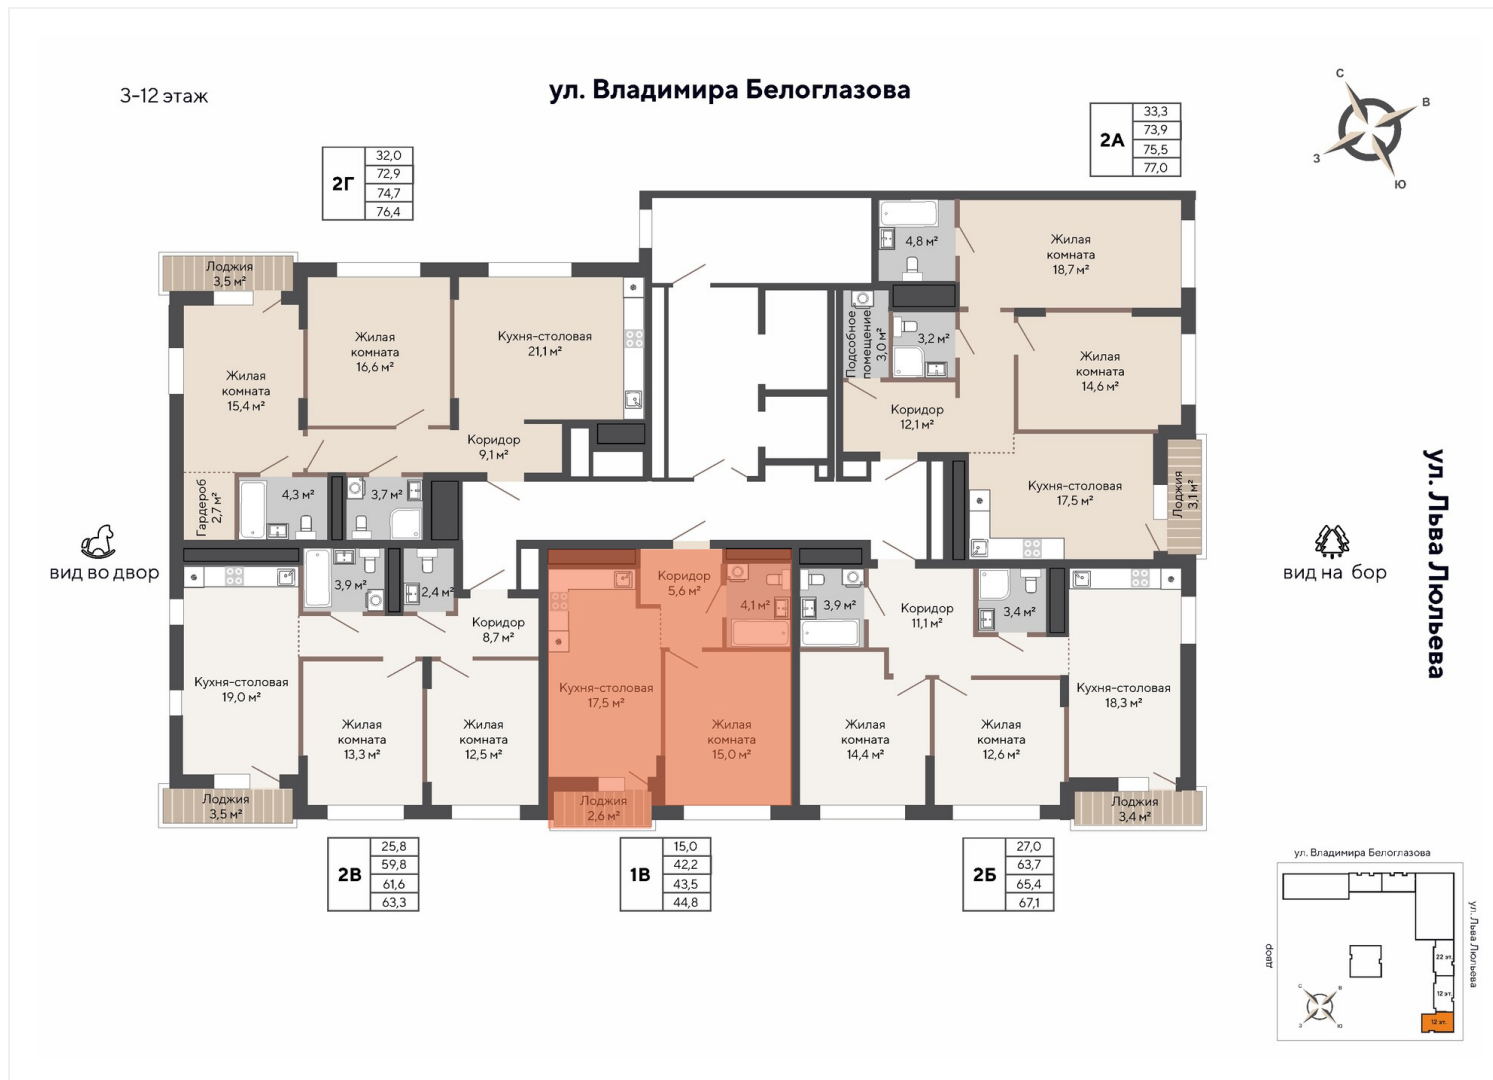 3-12 этаж
ул. Владимира Белоглазова
С
В
З
Ю
2Г
32,0
72,9
74,7
76,4
2А
33,3
73,9
75,5
77,0
Лоджия
3,5 м²
Жилая
комната
15,4 м²
Жилая
комната
16,6 м²
Кухня-столовая
21,1 м²
Коридор
9,1 м²
Гардероб
2,7 м²
4,3 м²
3,7 м²
4,8 м²
Жилая
комната
18,7 м²
Подсобное
помещение
3,0 м²
3,2 м²
Жилая
комната
14,6 м²
Коридор
12,1 м²
Кухня-столовая
17,5 м²
Лоджия
3,1 м²
вид во двор
вид на бор
ул. Льва Люльева
3,9 м²
2,4 м²
Коридор
8,7 м²
Кухня-столовая
19,0 м²
Жилая
комната
13,3 м²
Жилая
комната
12,5 м²
Лоджия
3,5 м²
Коридор
5,6 м²
4,1 м²
Кухня-столовая
17,5 м²
Жилая
комната
15,0 м²
Лоджия
2,6 м²
3,9 м²
Коридор
11,1 м²
3,4 м²
Жилая
комната
14,4 м²
Жилая
комната
12,6 м²
Кухня-столовая
18,3 м²
Лоджия
3,4 м²
2В
25,8
59,8
61,6
63,3
1В
15,0
42,2
43,5
44,8
2Б
27,0
63,7
65,4
67,1
ул. Владимира Белоглазова
двор
ул. Льва Люльева
22 эт.
12 эт.
12 эт.
С
В
З
Ю